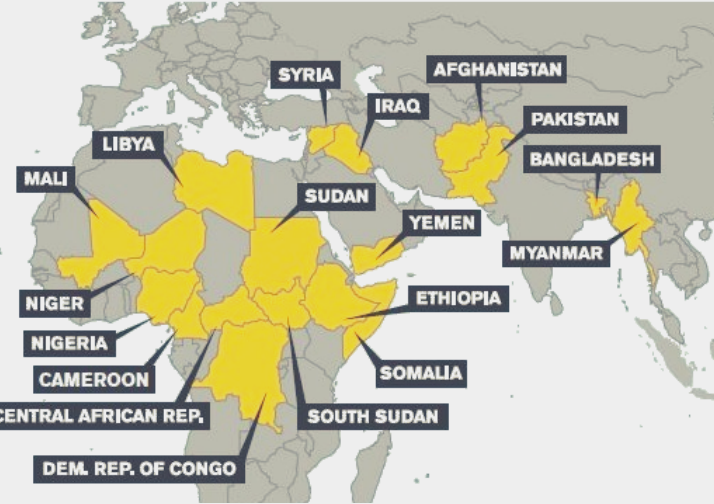 AFGHANISTAN
SYRIA
IRAQ
PAKISTAN
LIBYA
BANGLADESH
MALI
SUDAN
YEMEN
MYANMAR
NIGER
ETHIOPIA
NIGERIA
CAMEROON
SOMALIA
CENTRAL AFRICAN REP.
SOUTH SUDAN
DEM. REP. OF CONGO